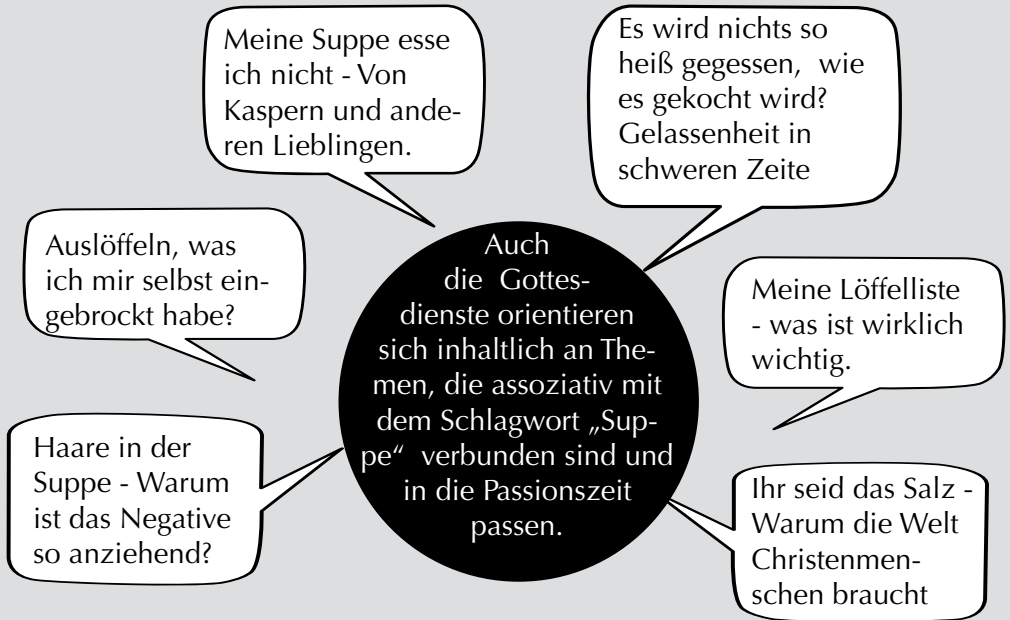 Meine Suppe esse
ich nicht - Von
Kaspern und ande-
ren Lieblingen.
Es wird nichts so
heiß gegessen,  wie
es gekocht wird?
Gelassenheit in
schweren Zeite
Auslöffeln, was
ich mir selbst ein-
gebrockt habe?
Auch
die  Gottes-
dienste orientieren
sich inhaltlich an The-
men, die assoziativ mit
dem Schlagwort „Sup-
pe“  verbunden sind und
in die Passionszeit
passen.
Meine Löffelliste
- was ist wirklich
wichtig.
Haare in der
Suppe - Warum
ist das Negative
so anziehend?
Ihr seid das Salz -
Warum die Welt
Christenmen-
schen braucht